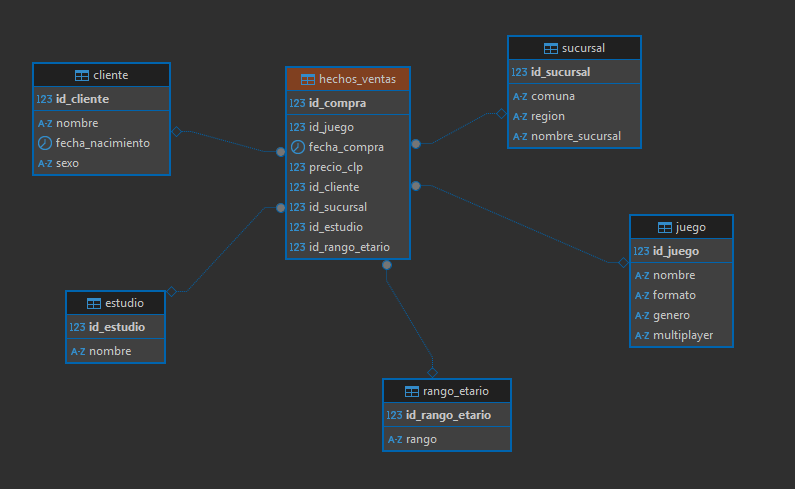 cliente
123 id_cliente
A-Z nombre
fecha_nacimiento
A-Z sexo
hechos_ventas
123 id_compra
123 id_juego
fecha_compra
123 precio_clp
123 id_cliente
123 id_sucursal
123 id_estudio
123 id_rango_etario
sucursal
123 id_sucursal
A-Z comuna
A-Z region
A-Z nombre_sucursal
juego
123 id_juego
A-Z nombre
A-Z formato
A-Z genero
A-Z multiplayer
estudio
123 id_estudio
A-Z nombre
rango_etario
123 id_rango_etario
A-Z rango